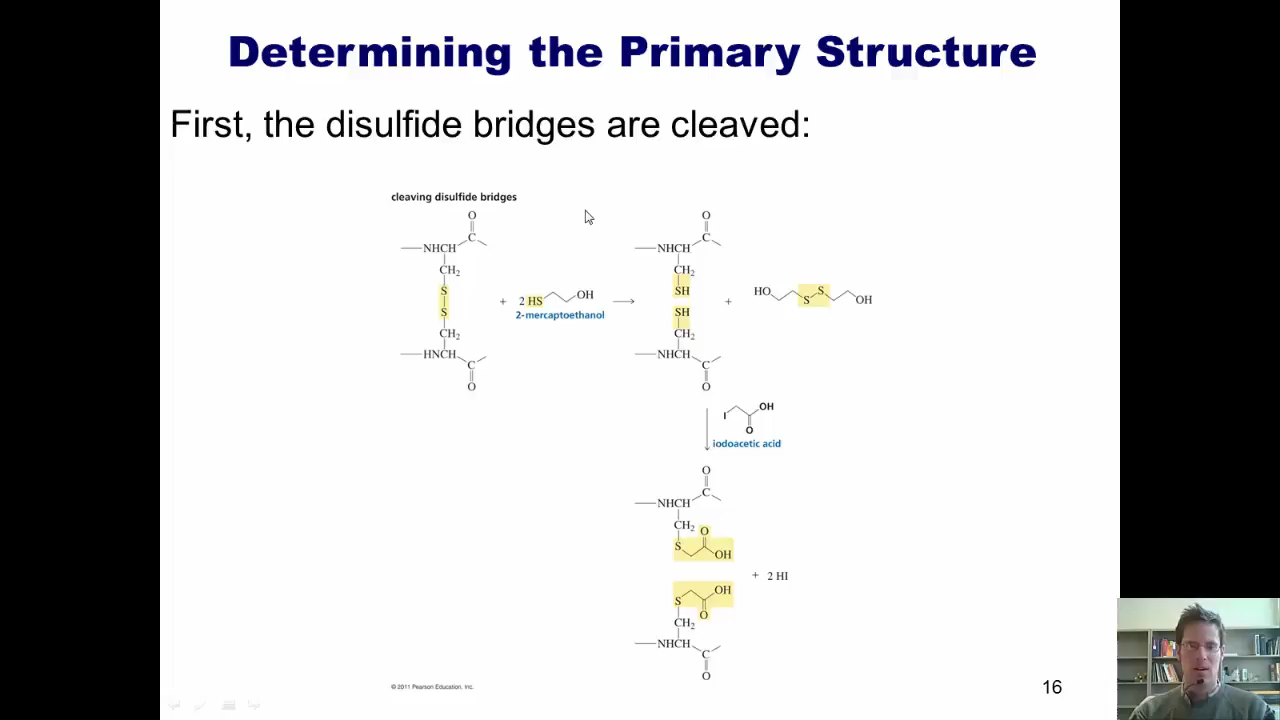 Determining the Primary Structure
First, the disulfide bridges are cleaved:
cleaving disulfide bridges
O
C
NHCH
CH2
S
S
CH2
HNCH
C
O
+ 2 HS OH
2-mercaptoethanol
O
C
NHCH
CH2
SH
SH
CH2
NHCH
C
O
+
HO S S OH
I OH
O
iodoacetic acid
O
C
NHCH
CH2 O
S OH
+ 2 HI
S OH
O
CH2
NHCH
C
O
© 2011 Pearson Education, Inc.
16